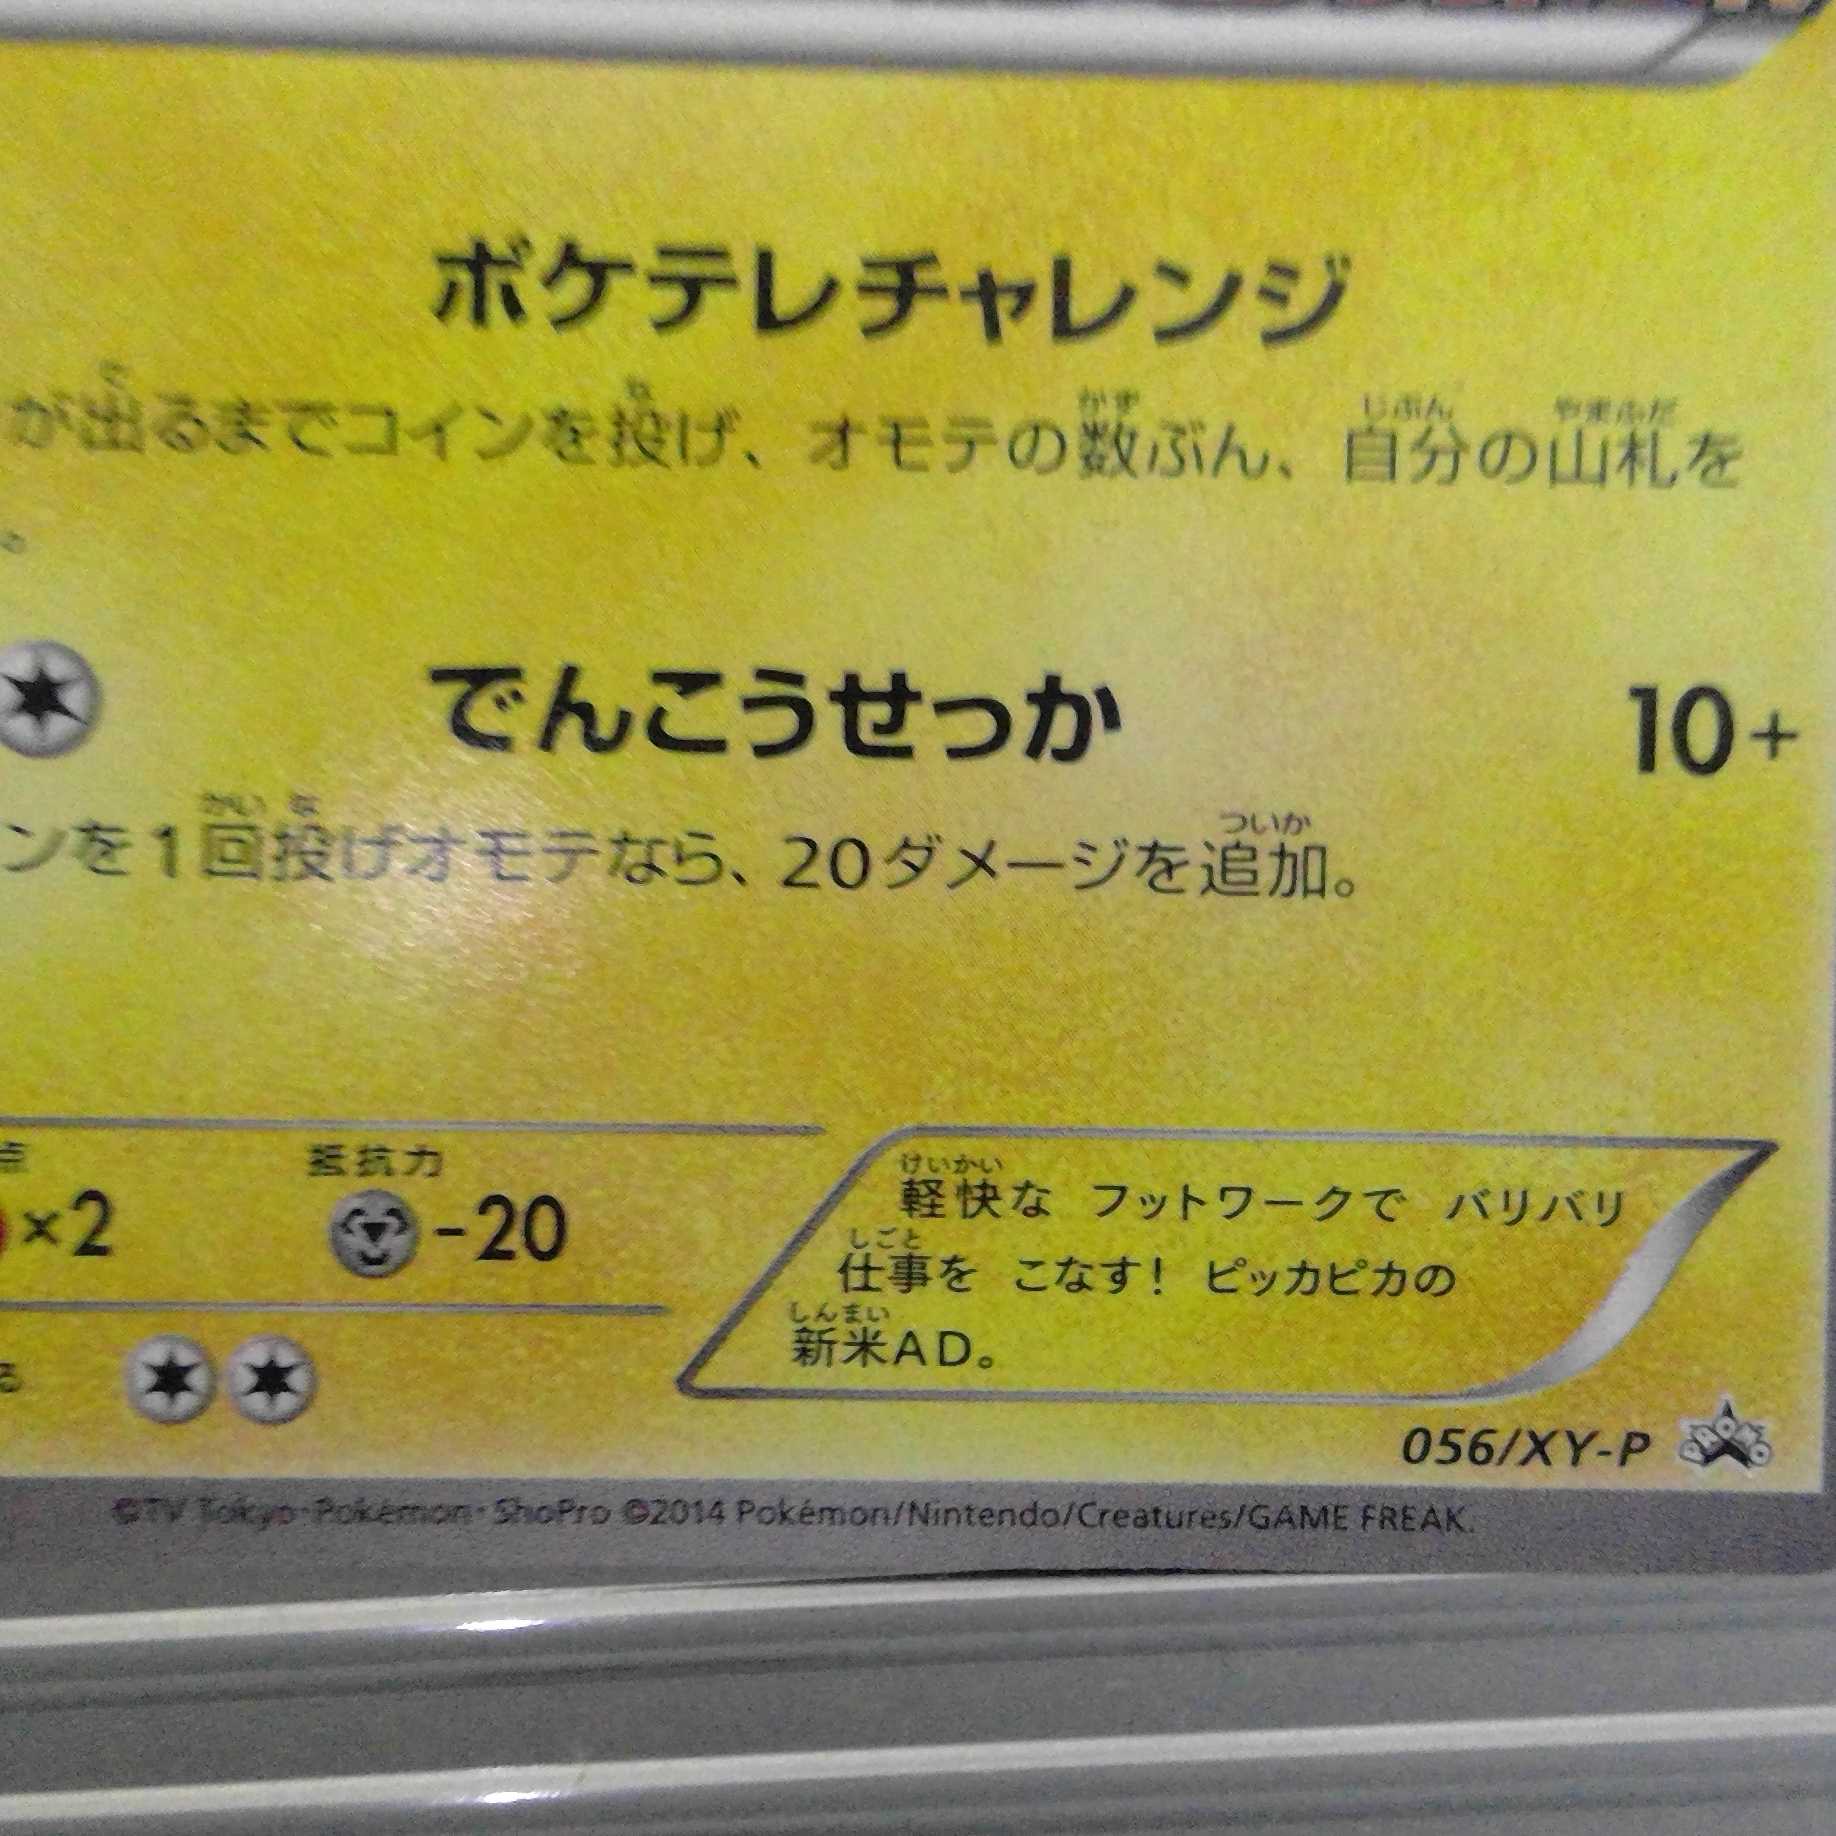 ポケテレチャレンジ
が出るまでコインを投げ、オモテの数ぶん、自分の山札を
でんこうせっか 10+
ンを1回投げオモテなら、20ダメージを追加。
点 抵抗力
×2 -20
軽快な フットワークで バリバリ
仕事を こなす! ピッカピカの
新米AD。
る
056/XY-P
PROMO
©TV Tokyo・Pokémon・ShoPro ©2014 Pokémon/Nintendo/Creatures/GAME FREAK.